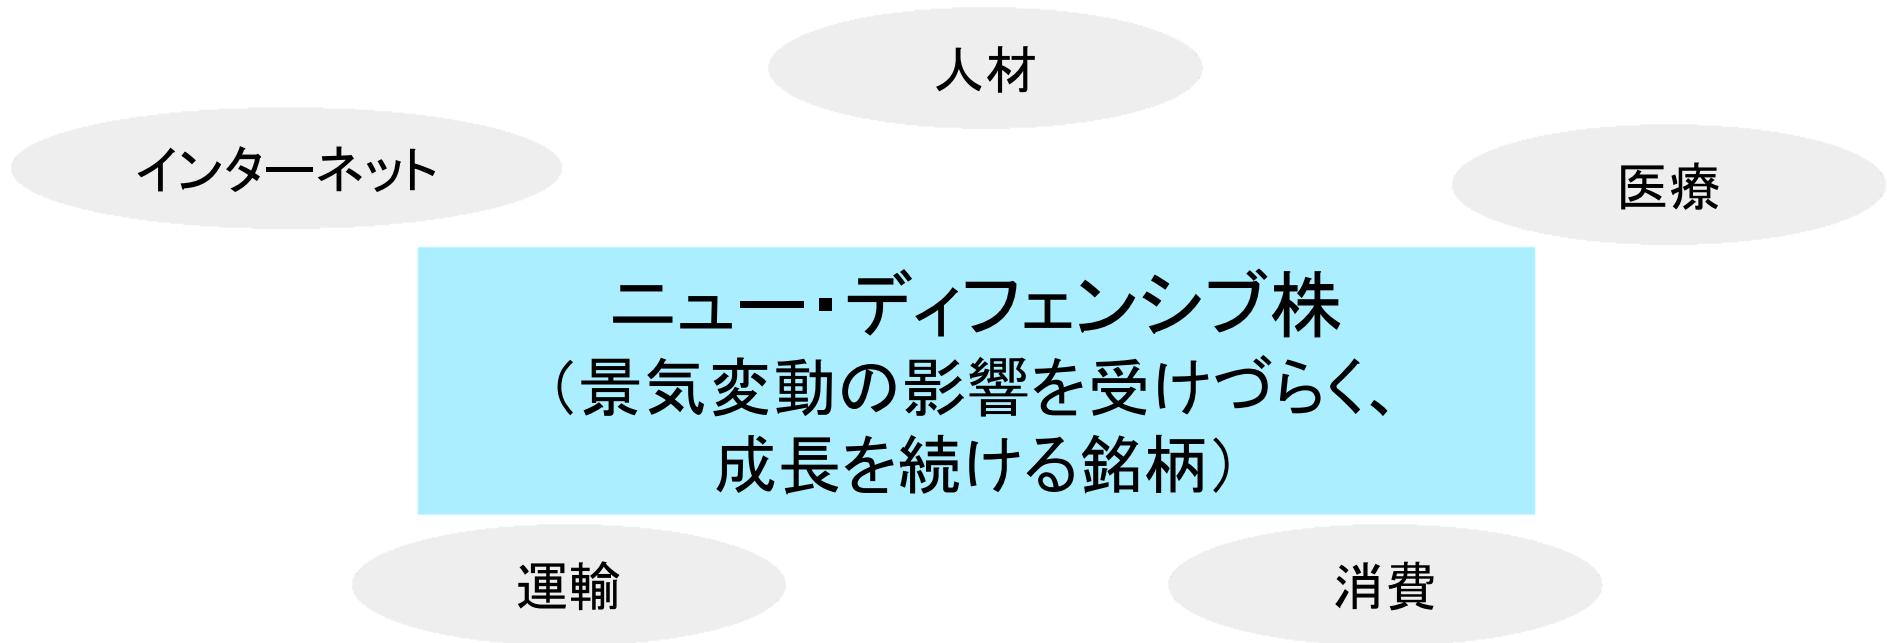 人材
インターネット
医療
ニュー・ディフェンシブ株
（景気変動の影響を受けづらく、
成長を続ける銘柄）
運輸
消費